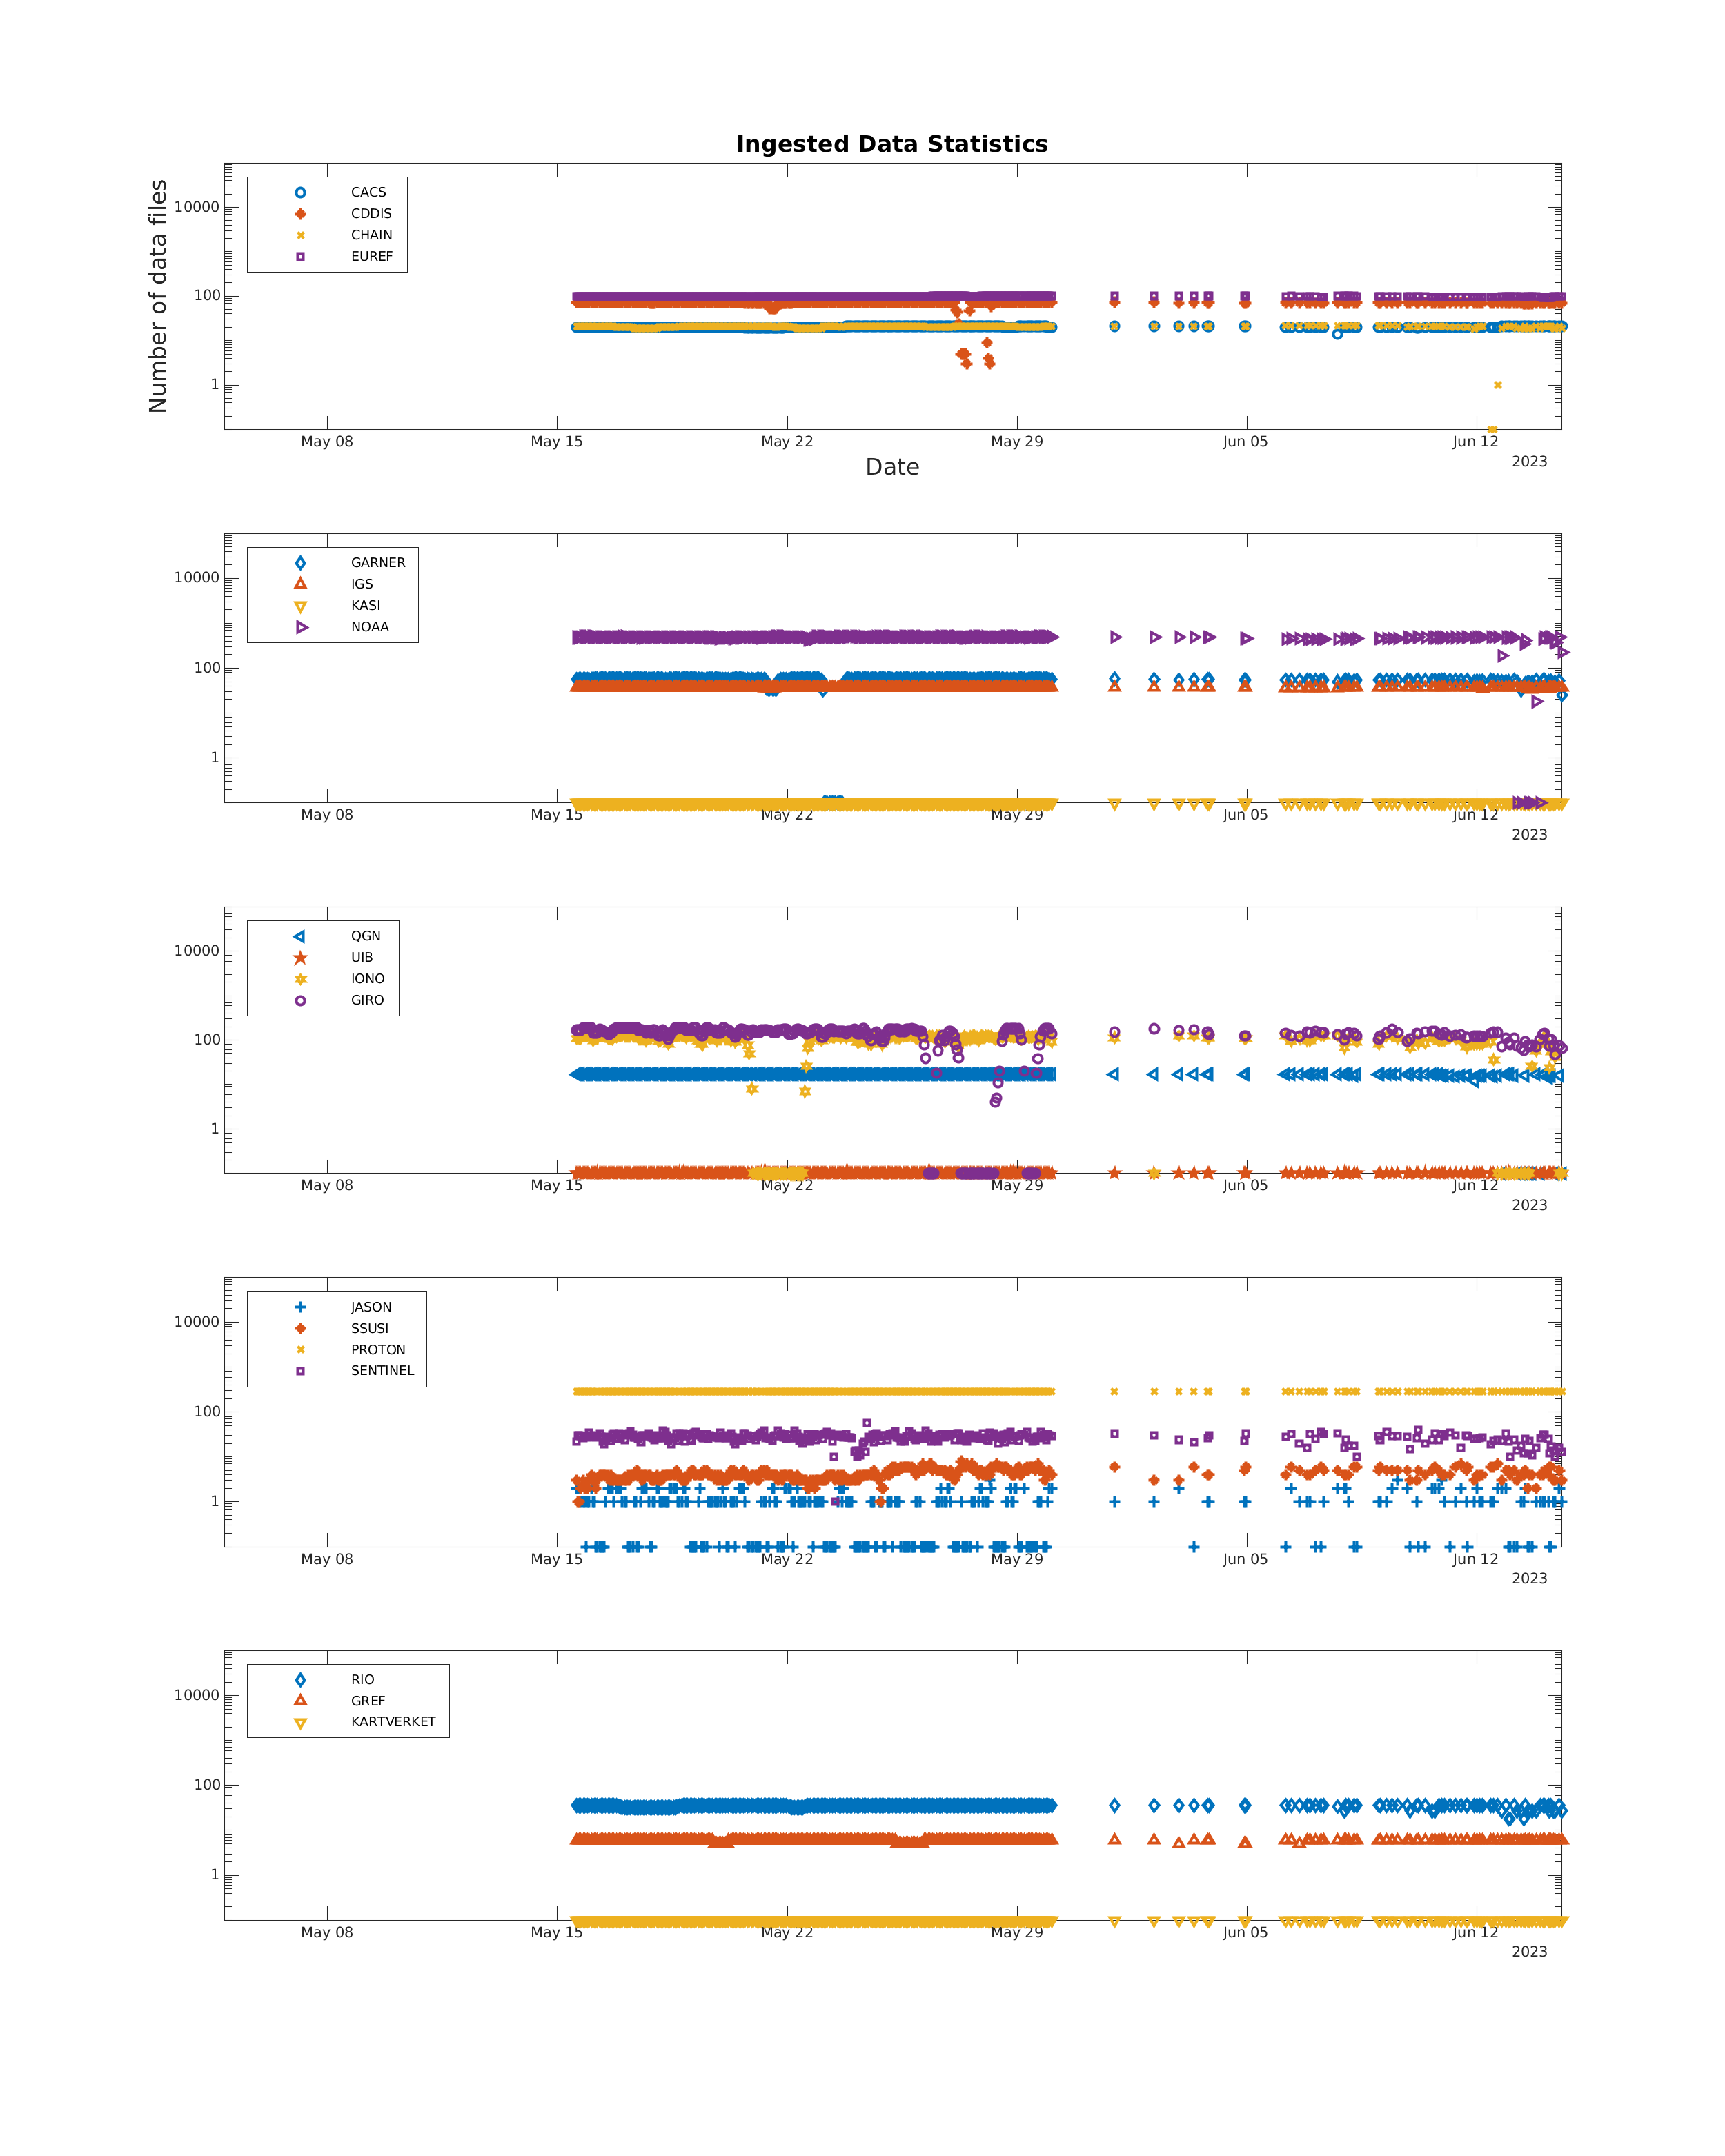 Ingested Data Statistics
Number of data files
CACS
CDDIS
CHAIN
EUREF
10000
100
1
May 08 May 15 May 22 May 29 Jun 05 Jun 12
2023
Date
GARNER
IGS
KASI
NOAA
10000
100
1
May 08 May 15 May 22 May 29 Jun 05 Jun 12
2023
QGN
UIB
IONO
GIRO
10000
100
1
May 08 May 15 May 22 May 29 Jun 05 Jun 12
2023
JASON
SSUSI
PROTON
SENTINEL
10000
100
1
May 08 May 15 May 22 May 29 Jun 05 Jun 12
2023
RIO
GREF
KARTVERKET
10000
100
1
May 08 May 15 May 22 May 29 Jun 05 Jun 12
2023